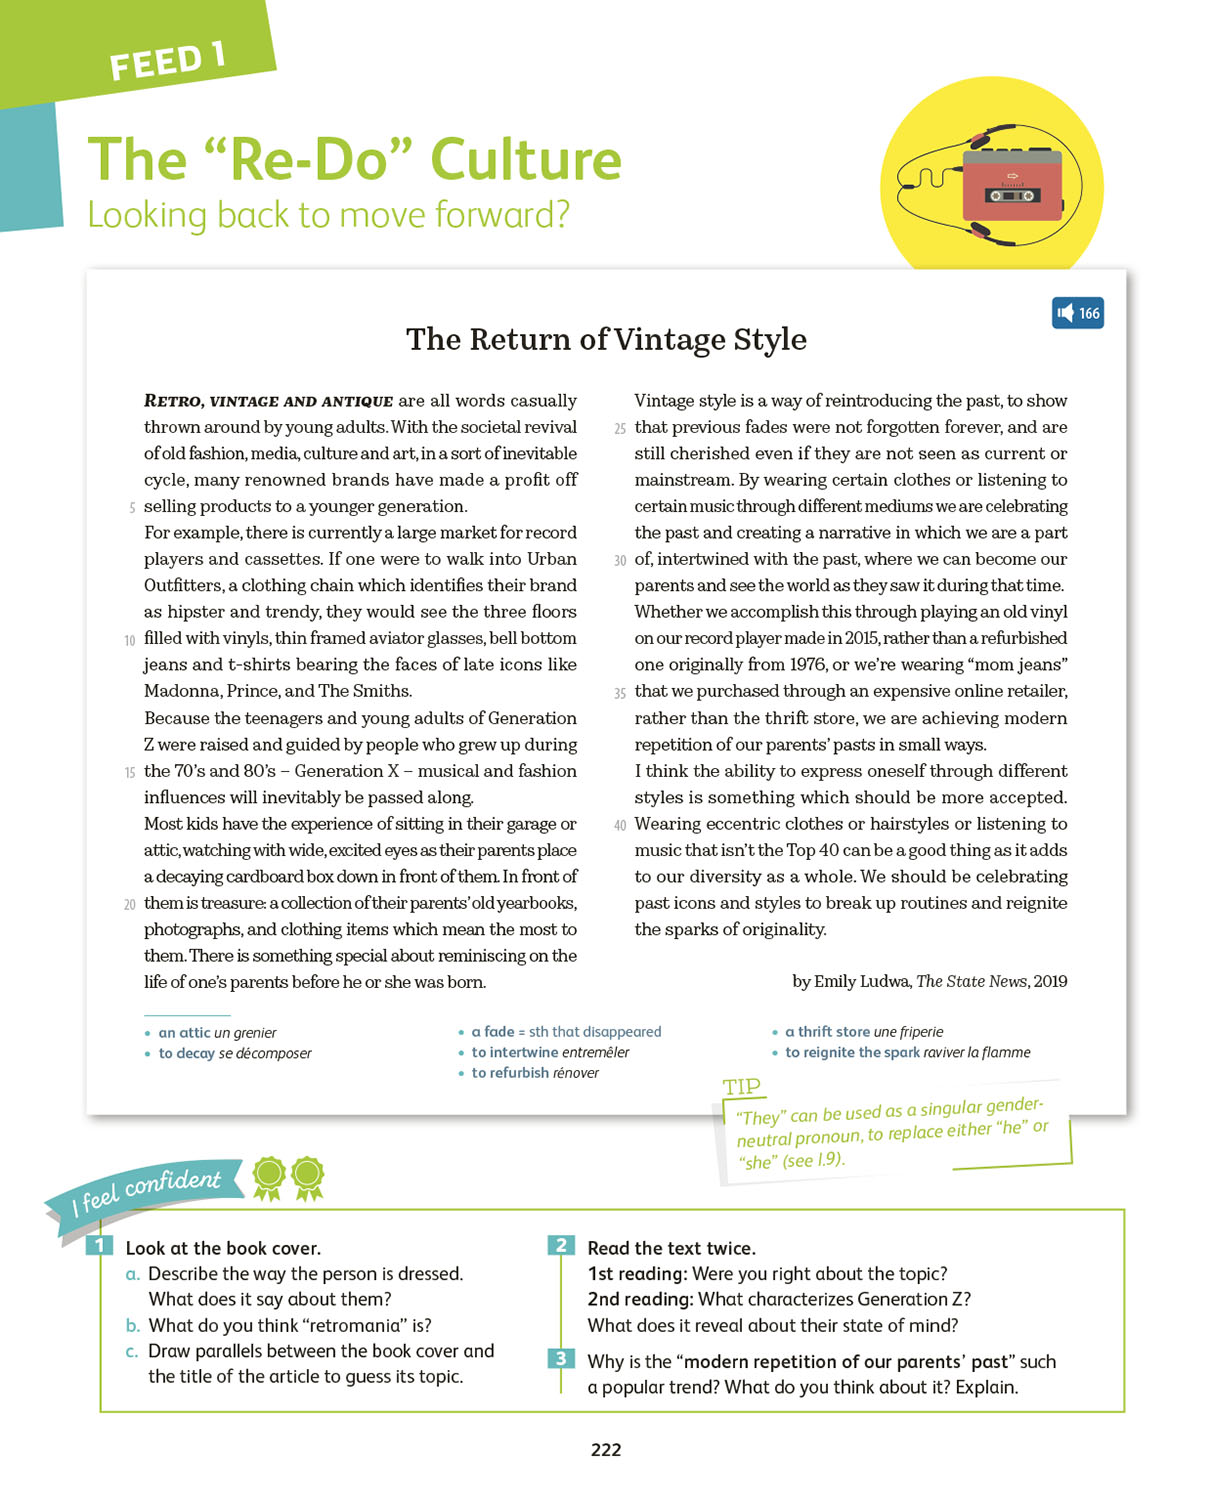 FEED 1
The “Re-Do” Culture
Looking back to move forward?
166
The Return of Vintage Style
RETRO, VINTAGE AND ANTIQUE are all words casually
thrown around by young adults. With the societal revival
of old fashion, media, culture and art, in a sort of inevitable
cycle, many renowned brands have made a profit off
5 selling products to a younger generation.
For example, there is currently a large market for record
players and cassettes. If one were to walk into Urban
Outfitters, a clothing chain which identifies their brand
as hipster and trendy, they would see the three floors
10 filled with vinyls, thin framed aviator glasses, bell bottom
jeans and t-shirts bearing the faces of late icons like
Madonna, Prince, and The Smiths.
Because the teenagers and young adults of Generation
Z were raised and guided by people who grew up during
15 the 70’s and 80’s – Generation X – musical and fashion
influences will inevitably be passed along.
Most kids have the experience of sitting in their garage or
attic, watching with wide, excited eyes as their parents place
a decaying cardboard box down in front of them. In front of
20 them is treasure: a collection of their parents’ old yearbooks,
photographs, and clothing items which mean the most to
them. There is something special about reminiscing on the
life of one’s parents before he or she was born.
Vintage style is a way of reintroducing the past, to show
25 that previous fades were not forgotten forever, and are
still cherished even if they are not seen as current or
mainstream. By wearing certain clothes or listening to
certain music through different mediums we are celebrating
the past and creating a narrative in which we are a part
30 of, intertwined with the past, where we can become our
parents and see the world as they saw it during that time.
Whether we accomplish this through playing an old vinyl
on our record player made in 2015, rather than a refurbished
one originally from 1976, or we’re wearing “mom jeans”
35 that we purchased through an expensive online retailer,
rather than the thrift store, we are achieving modern
repetition of our parents’ pasts in small ways.
I think the ability to express oneself through different
styles is something which should be more accepted.
40 Wearing eccentric clothes or hairstyles or listening to
music that isn’t the Top 40 can be a good thing as it adds
to our diversity as a whole. We should be celebrating
past icons and styles to break up routines and reignite
the sparks of originality.
by Emily Ludwa, The State News, 2019
• an attic un grenier
• to decay se décomposer
• a fade = sth that disappeared
• to intertwine entremêler
• to refurbish rénover
• a thrift store une friperie
• to reignite the spark raviver la flamme
TIP
“They” can be used as a singular gender-
neutral pronoun, to replace either “he” or
“she” (see l.9).
I feel confident
1 Look at the book cover.
a. Describe the way the person is dressed.
What does it say about them?
b. What do you think “retromania” is?
c. Draw parallels between the book cover and
the title of the article to guess its topic.
2 Read the text twice.
1st reading: Were you right about the topic?
2nd reading: What characterizes Generation Z?
What does it reveal about their state of mind?
3 Why is the “modern repetition of our parents’ past” such
a popular trend? What do you think about it? Explain.
222